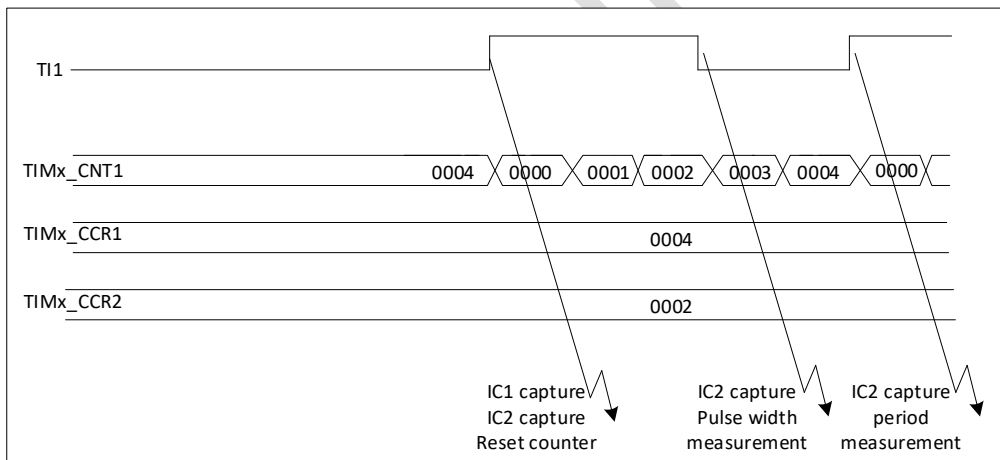 TI1
TIMx_CNT1
0004 0000 0001 0002 0003 0004 0000
TIMx_CCR1
0004
TIMx_CCR2
0002
IC1 capture
IC2 capture
Reset counter
IC2 capture
Pulse width
measurement
IC2 capture
period
measurement